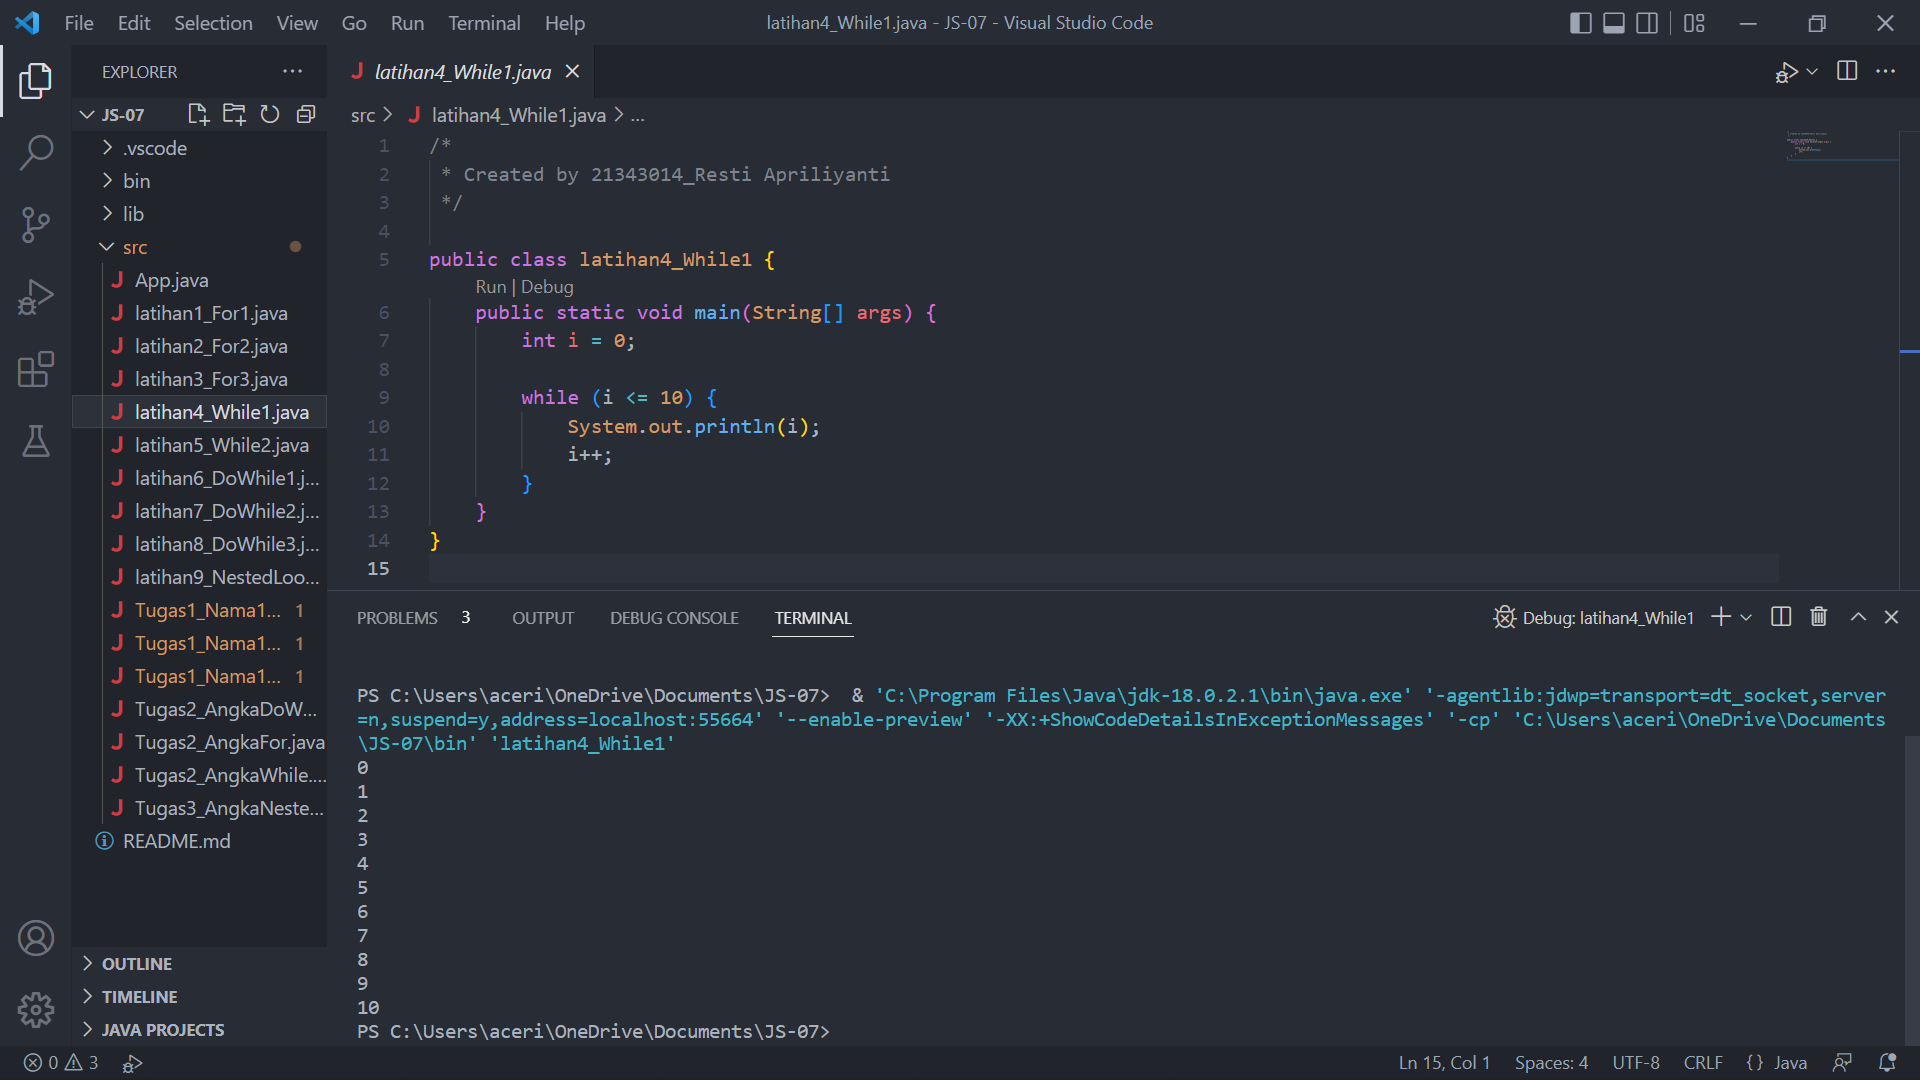 File Edit Selection View Go Run Terminal Help
latihan4_While1.java - JS-07 - Visual Studio Code
EXPLORER
JS-07
.vscode
bin
lib
src
App.java
latihan1_For1.java
latihan2_For2.java
latihan3_For3.java
latihan4_While1.java
latihan5_While2.java
latihan6_DoWhile1.j...
latihan7_DoWhile2.j...
latihan8_DoWhile3.j...
latihan9_NestedLoo...
Tugas1_Nama1... 1
Tugas1_Nama1... 1
Tugas1_Nama1... 1
Tugas2_AngkaDoW...
Tugas2_AngkaFor.java
Tugas2_AngkaWhile....
Tugas3_AngkaNeste...
README.md
OUTLINE
TIMELINE
JAVA PROJECTS
latihan4_While1.java
src > latihan4_While1.java > ...
1 /*
2  * Created by 21343014_Resti Apriliyanti
3  */
4
5 public class latihan4_While1 {
Run | Debug
6     public static void main(String[] args) {
7         int i = 0;
8
9         while (i <= 10) {
10             System.out.println(i);
11             i++;
12         }
13     }
14 }
15
PROBLEMS 3 OUTPUT DEBUG CONSOLE TERMINAL
Debug: latihan4_While1
PS C:\Users\aceri\OneDrive\Documents\JS-07>  & 'C:\Program Files\Java\jdk-18.0.2.1\bin\java.exe' '-agentlib:jdwp=transport=dt_socket,server
=n,suspend=y,address=localhost:55664' '--enable-preview' '-XX:+ShowCodeDetailsInExceptionMessages' '-cp' 'C:\Users\aceri\OneDrive\Documents
\JS-07\bin' 'latihan4_While1'
0
1
2
3
4
5
6
7
8
9
10
PS C:\Users\aceri\OneDrive\Documents\JS-07>
0 3
Ln 15, Col 1 Spaces: 4 UTF-8 CRLF {} Java